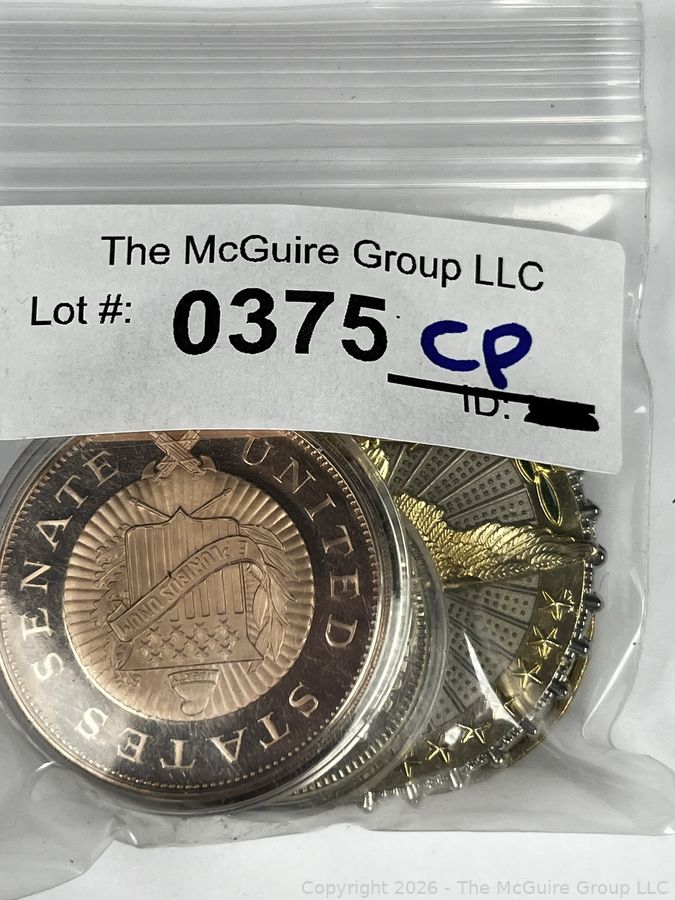 The McGuire Group LLC
Lot #: 0375 CP
ID:
UNITED STATES SENATE
E PLURIBUS UNUM
Copyright 2026 - The McGuire Group LLC